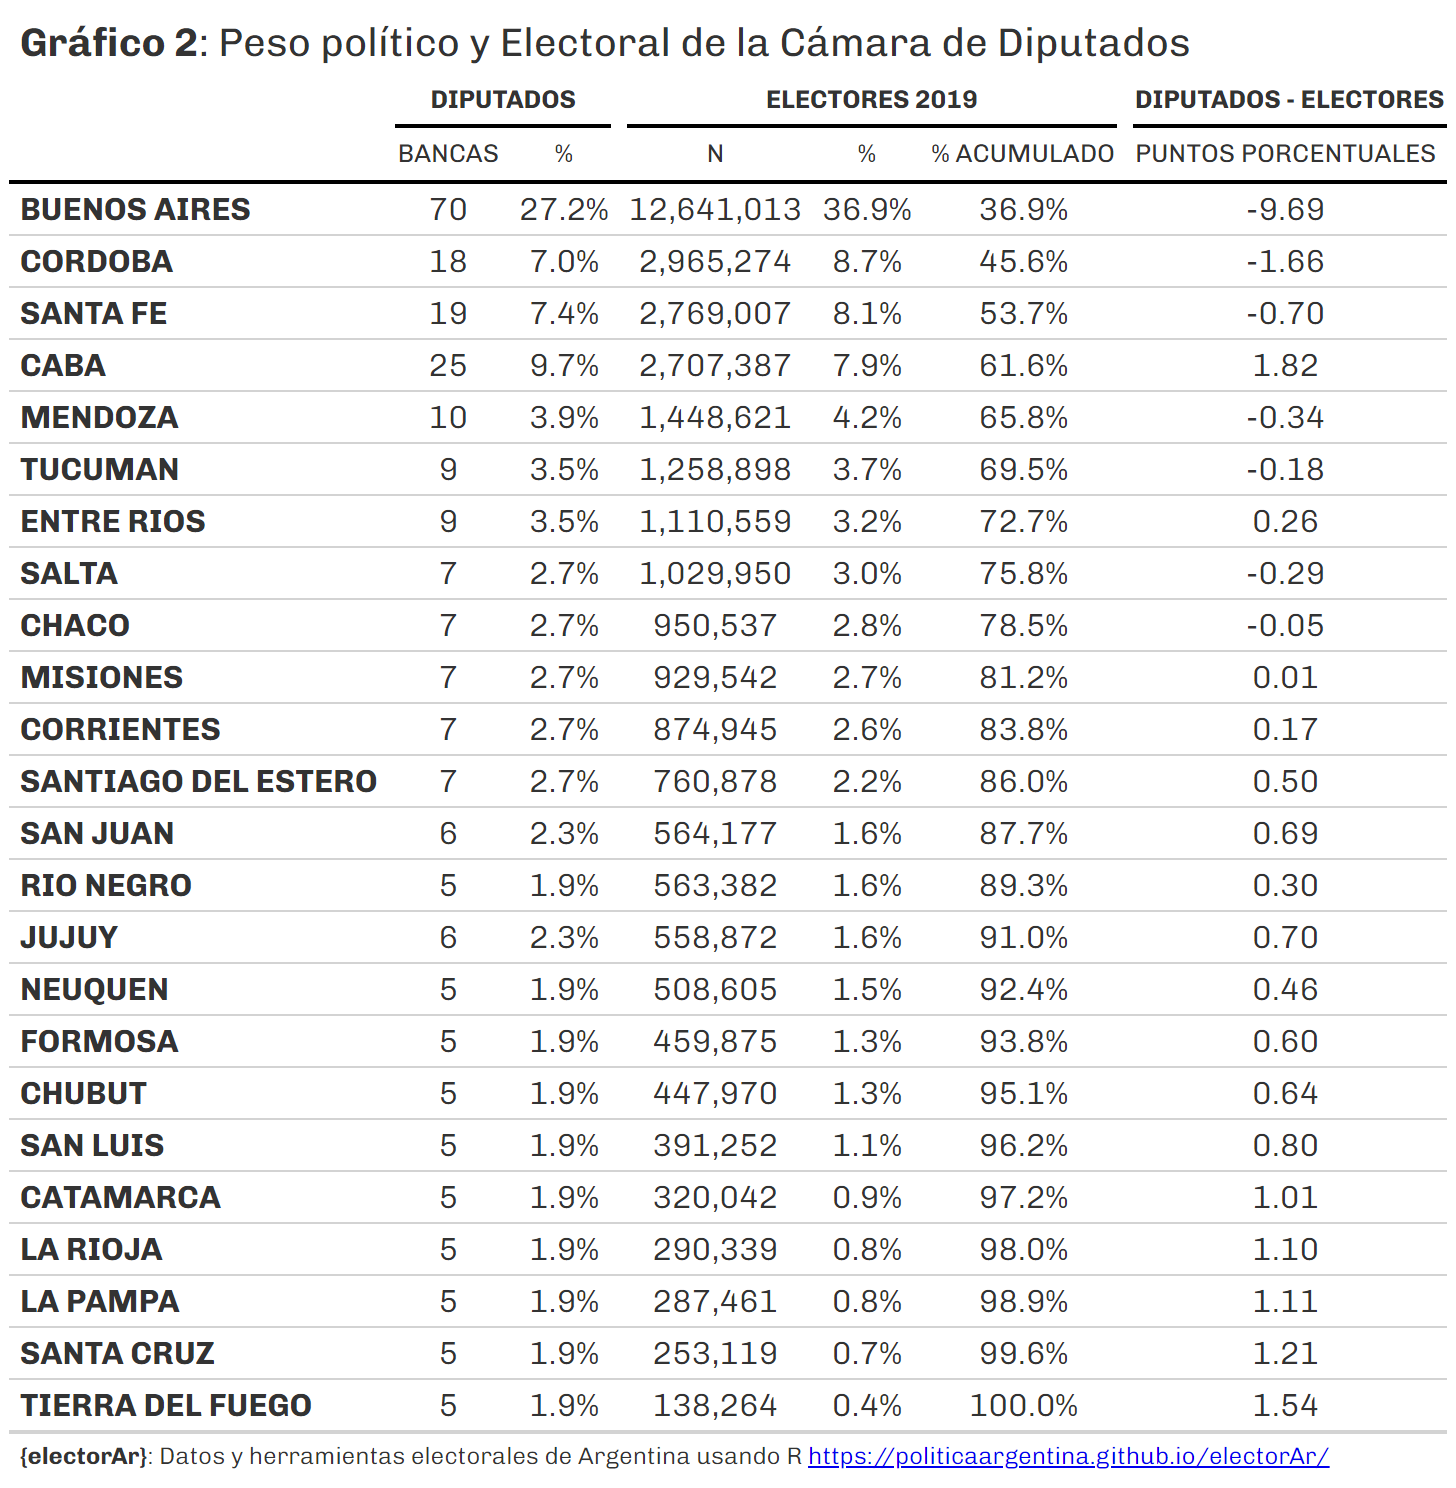 Gráfico 2: Peso político y Electoral de la Cámara de Diputados
DIPUTADOS ELECTORES 2019 DIPUTADOS - ELECTORES
BANCAS % N % % ACUMULADO PUNTOS PORCENTUALES
BUENOS AIRES 70 27.2% 12,641,013 36.9% 36.9% -9.69
CORDOBA 18 7.0% 2,965,274 8.7% 45.6% -1.66
SANTA FE 19 7.4% 2,769,007 8.1% 53.7% -0.70
CABA 25 9.7% 2,707,387 7.9% 61.6% 1.82
MENDOZA 10 3.9% 1,448,621 4.2% 65.8% -0.34
TUCUMAN 9 3.5% 1,258,898 3.7% 69.5% -0.18
ENTRE RIOS 9 3.5% 1,110,559 3.2% 72.7% 0.26
SALTA 7 2.7% 1,029,950 3.0% 75.8% -0.29
CHACO 7 2.7% 950,537 2.8% 78.5% -0.05
MISIONES 7 2.7% 929,542 2.7% 81.2% 0.01
CORRIENTES 7 2.7% 874,945 2.6% 83.8% 0.17
SANTIAGO DEL ESTERO 7 2.7% 760,878 2.2% 86.0% 0.50
SAN JUAN 6 2.3% 564,177 1.6% 87.7% 0.69
RIO NEGRO 5 1.9% 563,382 1.6% 89.3% 0.30
JUJUY 6 2.3% 558,872 1.6% 91.0% 0.70
NEUQUEN 5 1.9% 508,605 1.5% 92.4% 0.46
FORMOSA 5 1.9% 459,875 1.3% 93.8% 0.60
CHUBUT 5 1.9% 447,970 1.3% 95.1% 0.64
SAN LUIS 5 1.9% 391,252 1.1% 96.2% 0.80
CATAMARCA 5 1.9% 320,042 0.9% 97.2% 1.01
LA RIOJA 5 1.9% 290,339 0.8% 98.0% 1.10
LA PAMPA 5 1.9% 287,461 0.8% 98.9% 1.11
SANTA CRUZ 5 1.9% 253,119 0.7% 99.6% 1.21
TIERRA DEL FUEGO 5 1.9% 138,264 0.4% 100.0% 1.54
{electorAr}: Datos y herramientas electorales de Argentina usando R https://politicaargentina.github.io/electorAr/